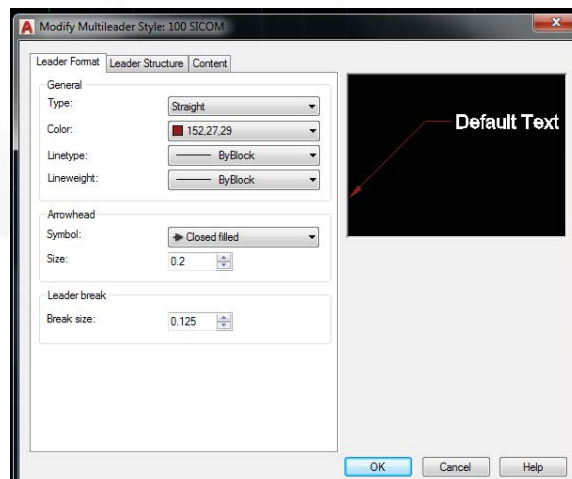 Modify Multileader Style: 100 SICOM
Leader Format Leader Structure Content
General
Type: Straight
Color: 152,27,29
Linetype: ByBlock
Lineweight: ByBlock
Arrowhead
Symbol: Closed filled
Size: 0.2
Leader break
Break size: 0.125
Default Text
OK Cancel Help